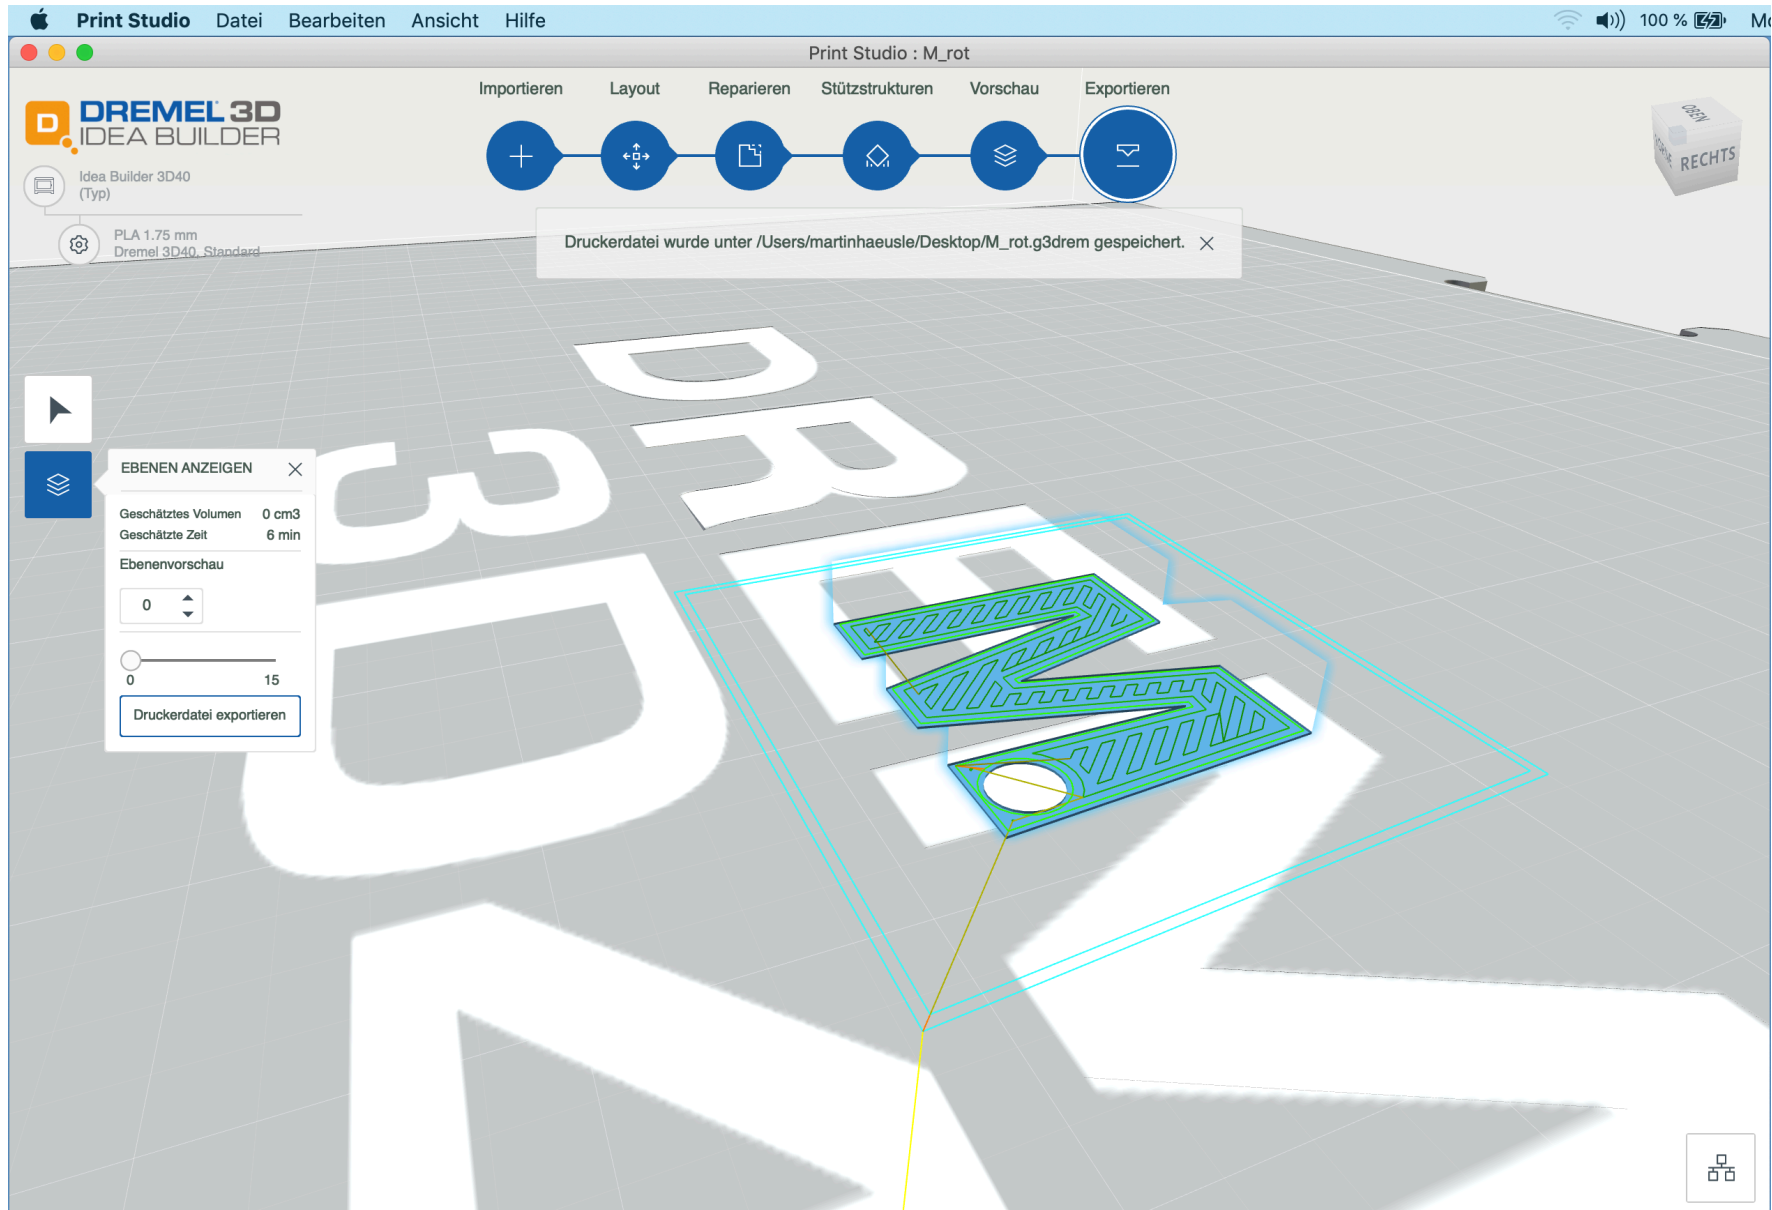 Print Studio Datei Bearbeiten Ansicht Hilfe 100 %
Print Studio : M_rot
Importieren Layout Reparieren Stützstrukturen Vorschau Exportieren
D
DREMEL 3D
IDEA BUILDER
Idea Builder 3D40
(Typ)
PLA 1.75 mm
Dremel 3D40, Standard
Druckerdatei wurde unter /Users/martinhaeusle/Desktop/M_rot.g3drem gespeichert.
OBEN
RECHTS
EBENEN ANZEIGEN
Geschätztes Volumen 0 cm3
Geschätzte Zeit 6 min
Ebenenvorschau
0
0 15
Druckerdatei exportieren